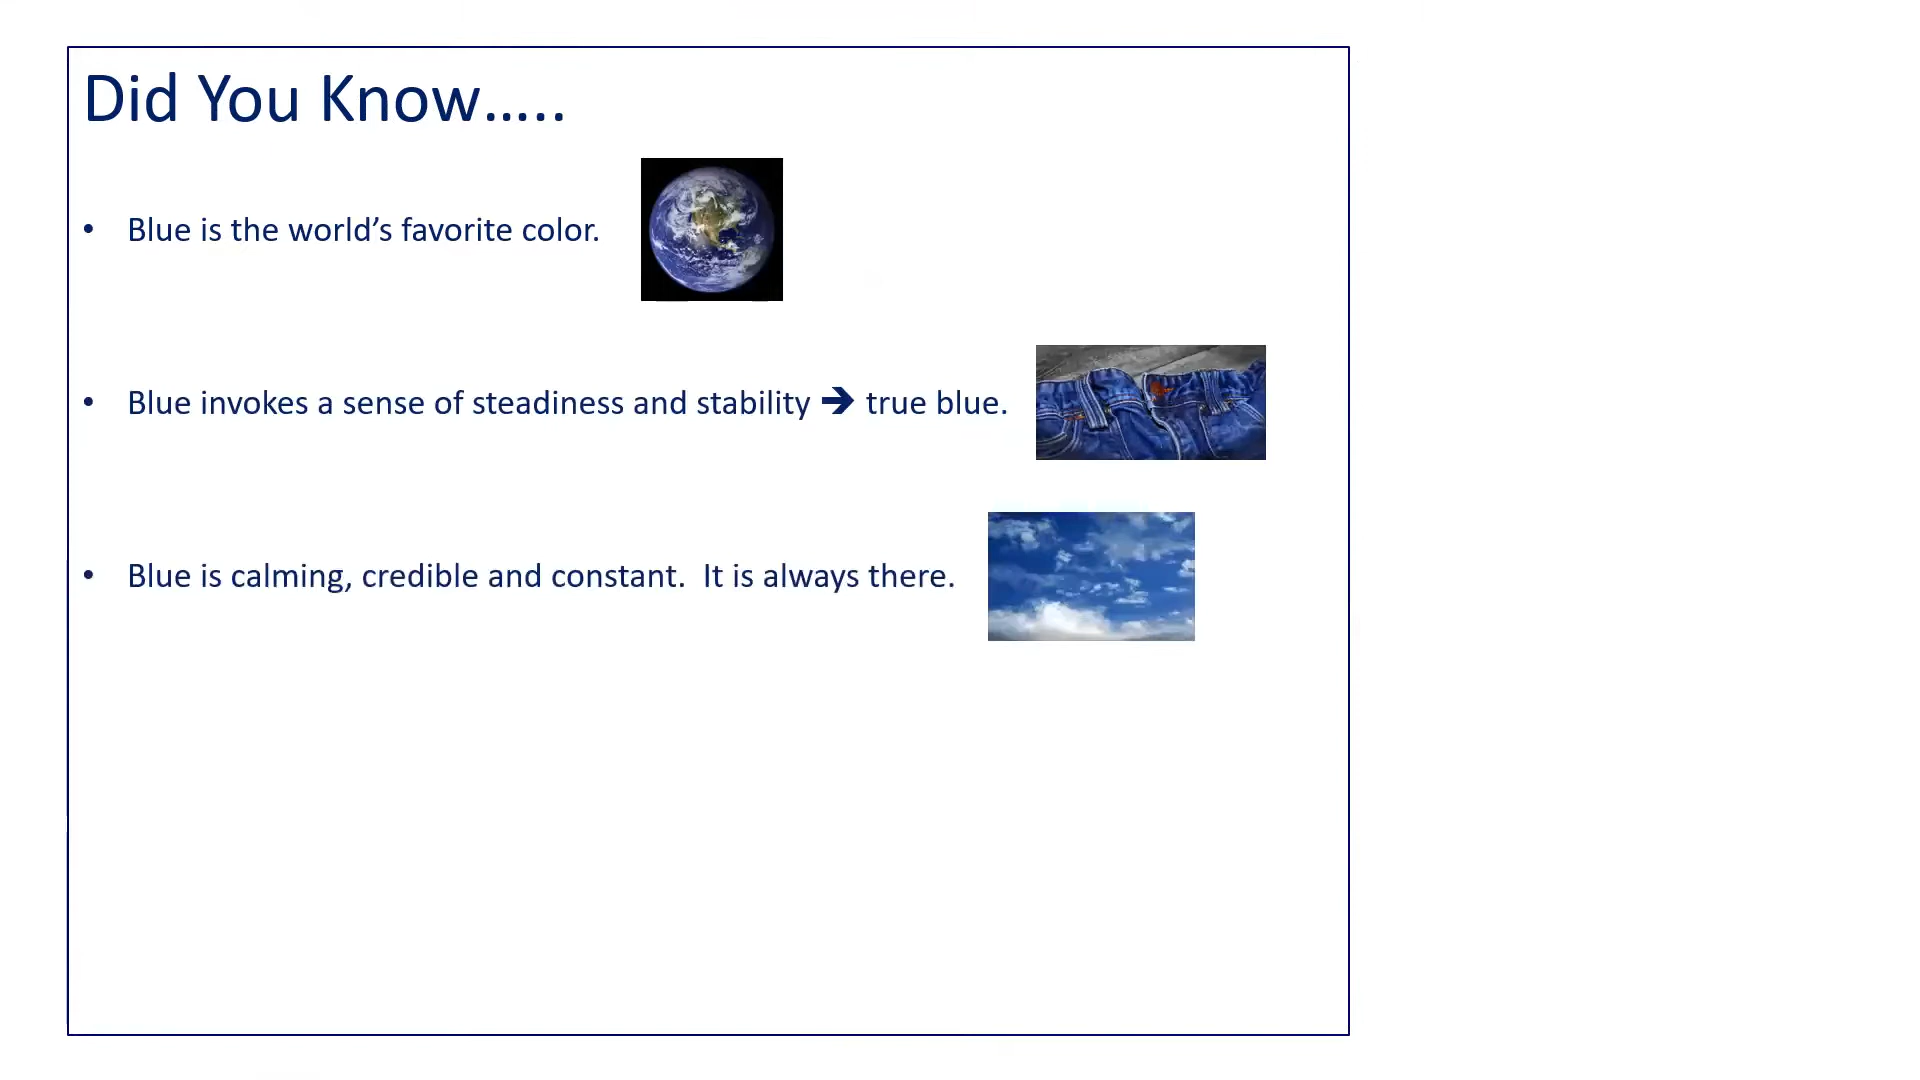 Did You Know…..
• Blue is the world’s favorite color.
• Blue invokes a sense of steadiness and stability ➔ true blue.
• Blue is calming, credible and constant.  It is always there.